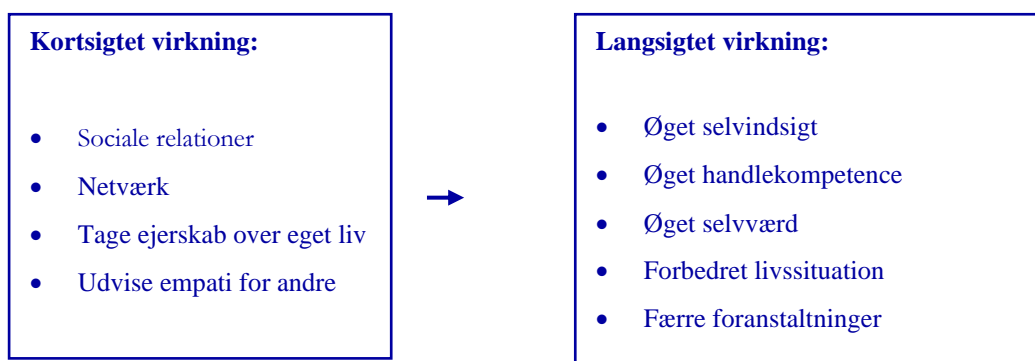 Kortsigtet virkning:
• Sociale relationer
• Netværk
• Tage ejerskab over eget liv
• Udvise empati for andre
Langsigtet virkning:
• Øget selvindsigt
• Øget handlekompetence
• Øget selvværd
• Forbedret livssituation
• Færre foranstaltninger